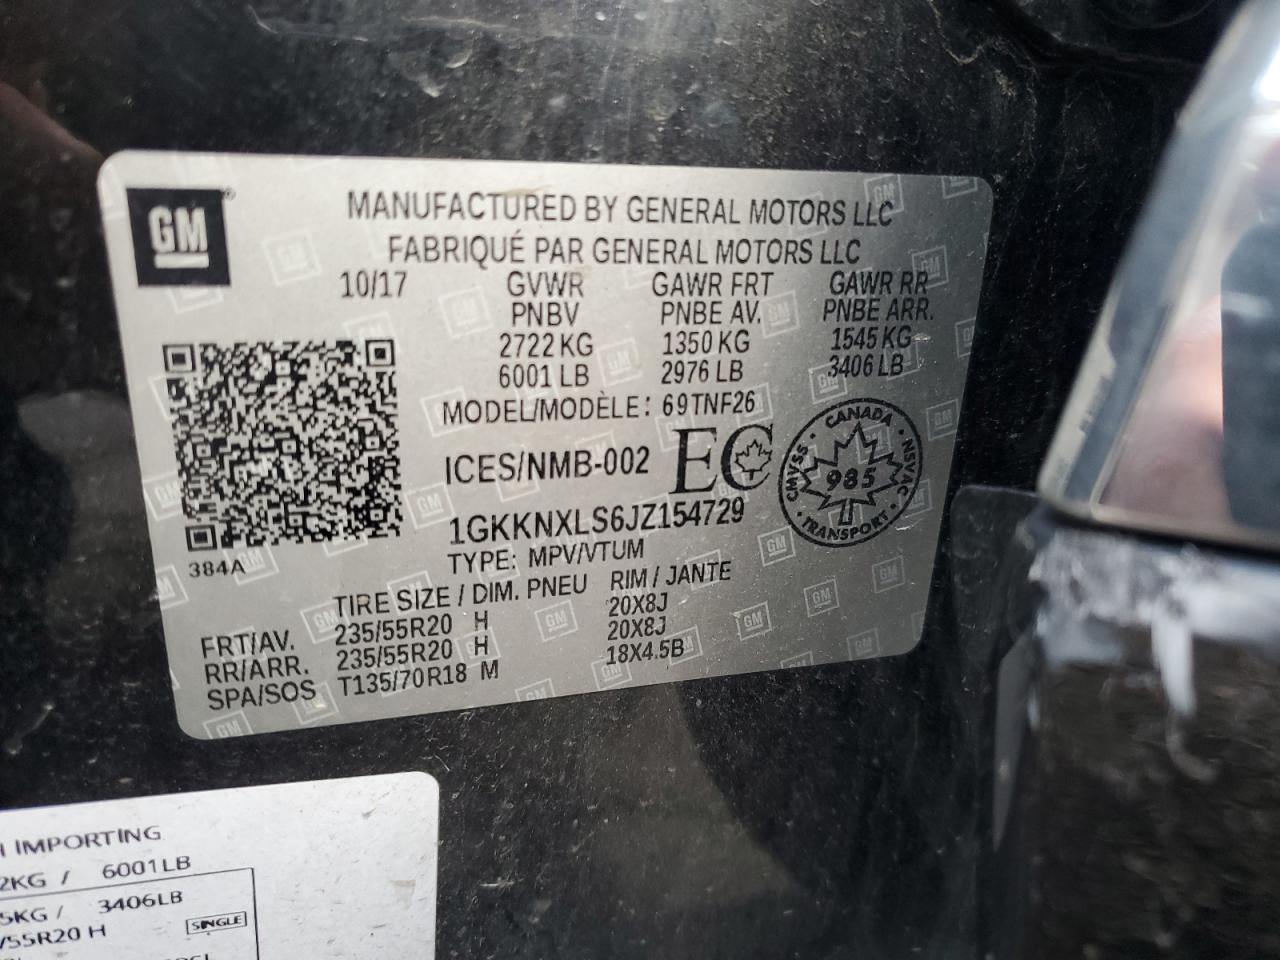 GM
MANUFACTURED BY GENERAL MOTORS LLC
FABRIQUÉ PAR GENERAL MOTORS LLC
10/17 GVWR GAWR FRT GAWR RR
PNBV PNBE AV. PNBE ARR.
2722 KG 1350 KG 1545 KG
6001 LB 2976 LB 3406 LB
MODEL/MODÈLE: 69TNF26
ICES/NMB-002 EC
CANADA
CMVSS 985 NSVAC
TRANSPORT
1GKKNXLS6JZ154729
384A
TYPE: MPV/VTUM
TIRE SIZE / DIM. PNEU RIM / JANTE
FRT/AV. 235/55R20 H 20X8J
RR/ARR. 235/55R20 H 20X8J
SPA/SOS T135/70R18 M 18X4.5B
IMPORTING
2KG / 6001LB
5KG / 3406LB
/55R20 H SINGLE